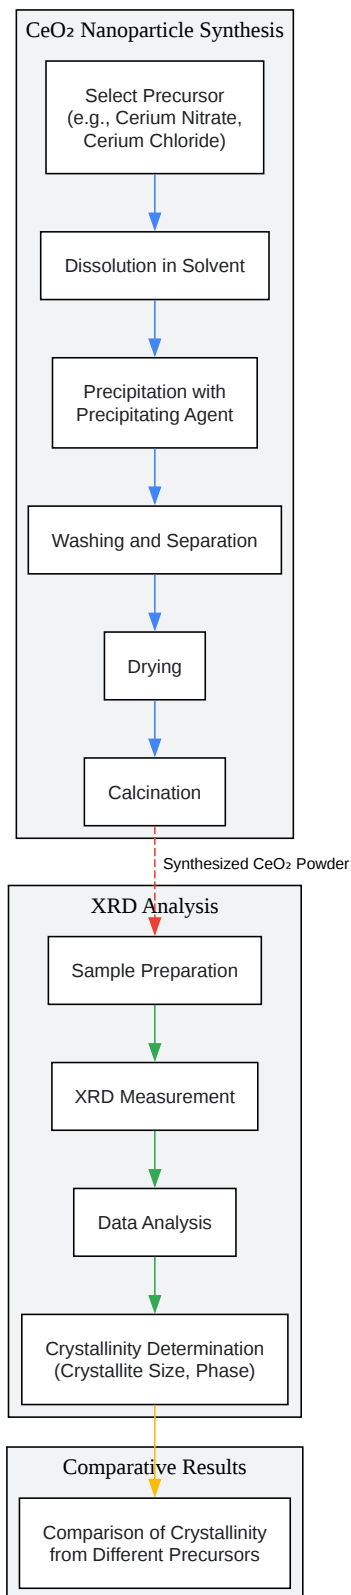 CeO₂ Nanoparticle Synthesis
Select Precursor
(e.g., Cerium Nitrate,
Cerium Chloride)
Dissolution in Solvent
Precipitation with
Precipitating Agent
Washing and Separation
Drying
Calcination
Synthesized CeO₂ Powder
XRD Analysis
Sample Preparation
XRD Measurement
Data Analysis
Crystallinity Determination
(Crystallite Size, Phase)
Comparative Results
Comparison of Crystallinity
from Different Precursors